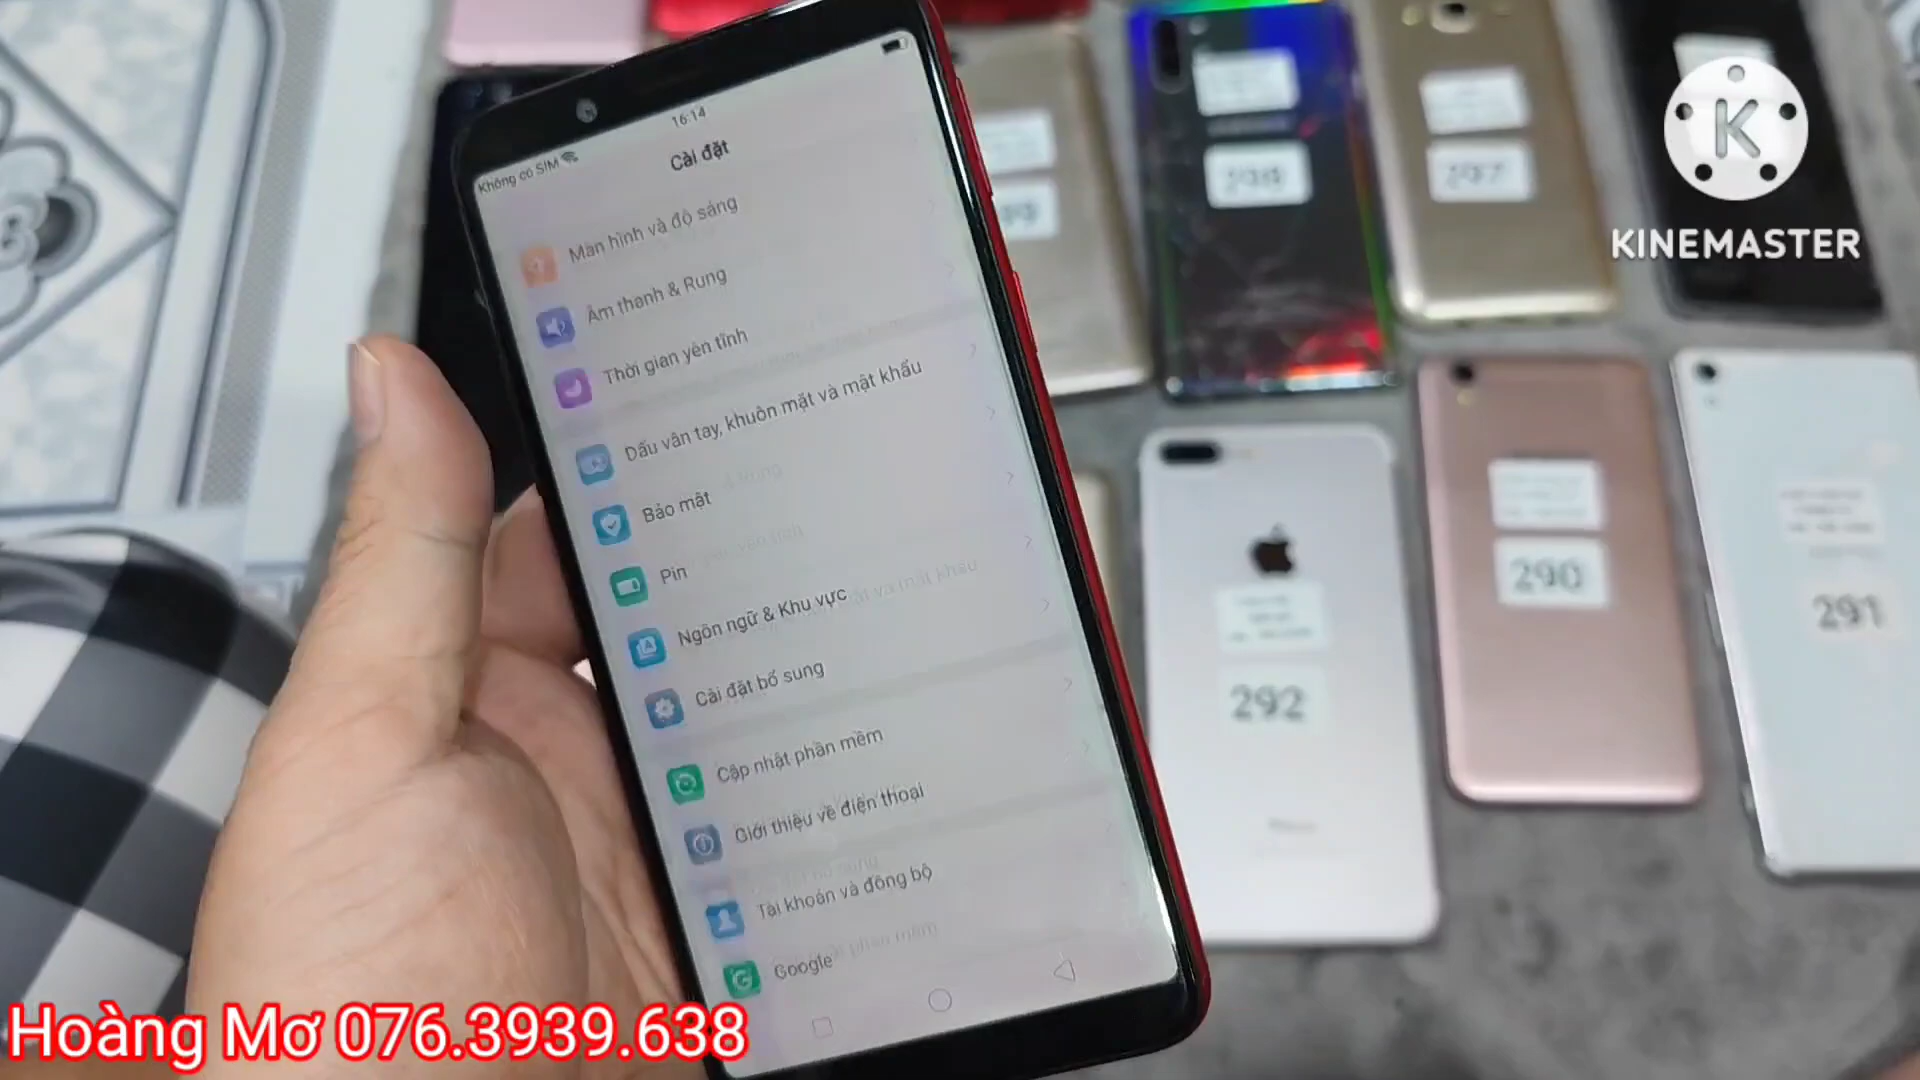 Không có SIM
16:14
Cài đặt
Màn hình và độ sáng
Âm thanh & Rung
Thời gian yên tĩnh
Dấu vân tay, khuôn mặt và mật khẩu
Bảo mật
Pin
Ngôn ngữ & Khu vực
Cài đặt bổ sung
Cập nhật phần mềm
Giới thiệu về điện thoại
Tài khoản và đồng bộ
Google
298
297
K
KINEMASTER
290
291
292
Hoàng Mơ 076.3939.638